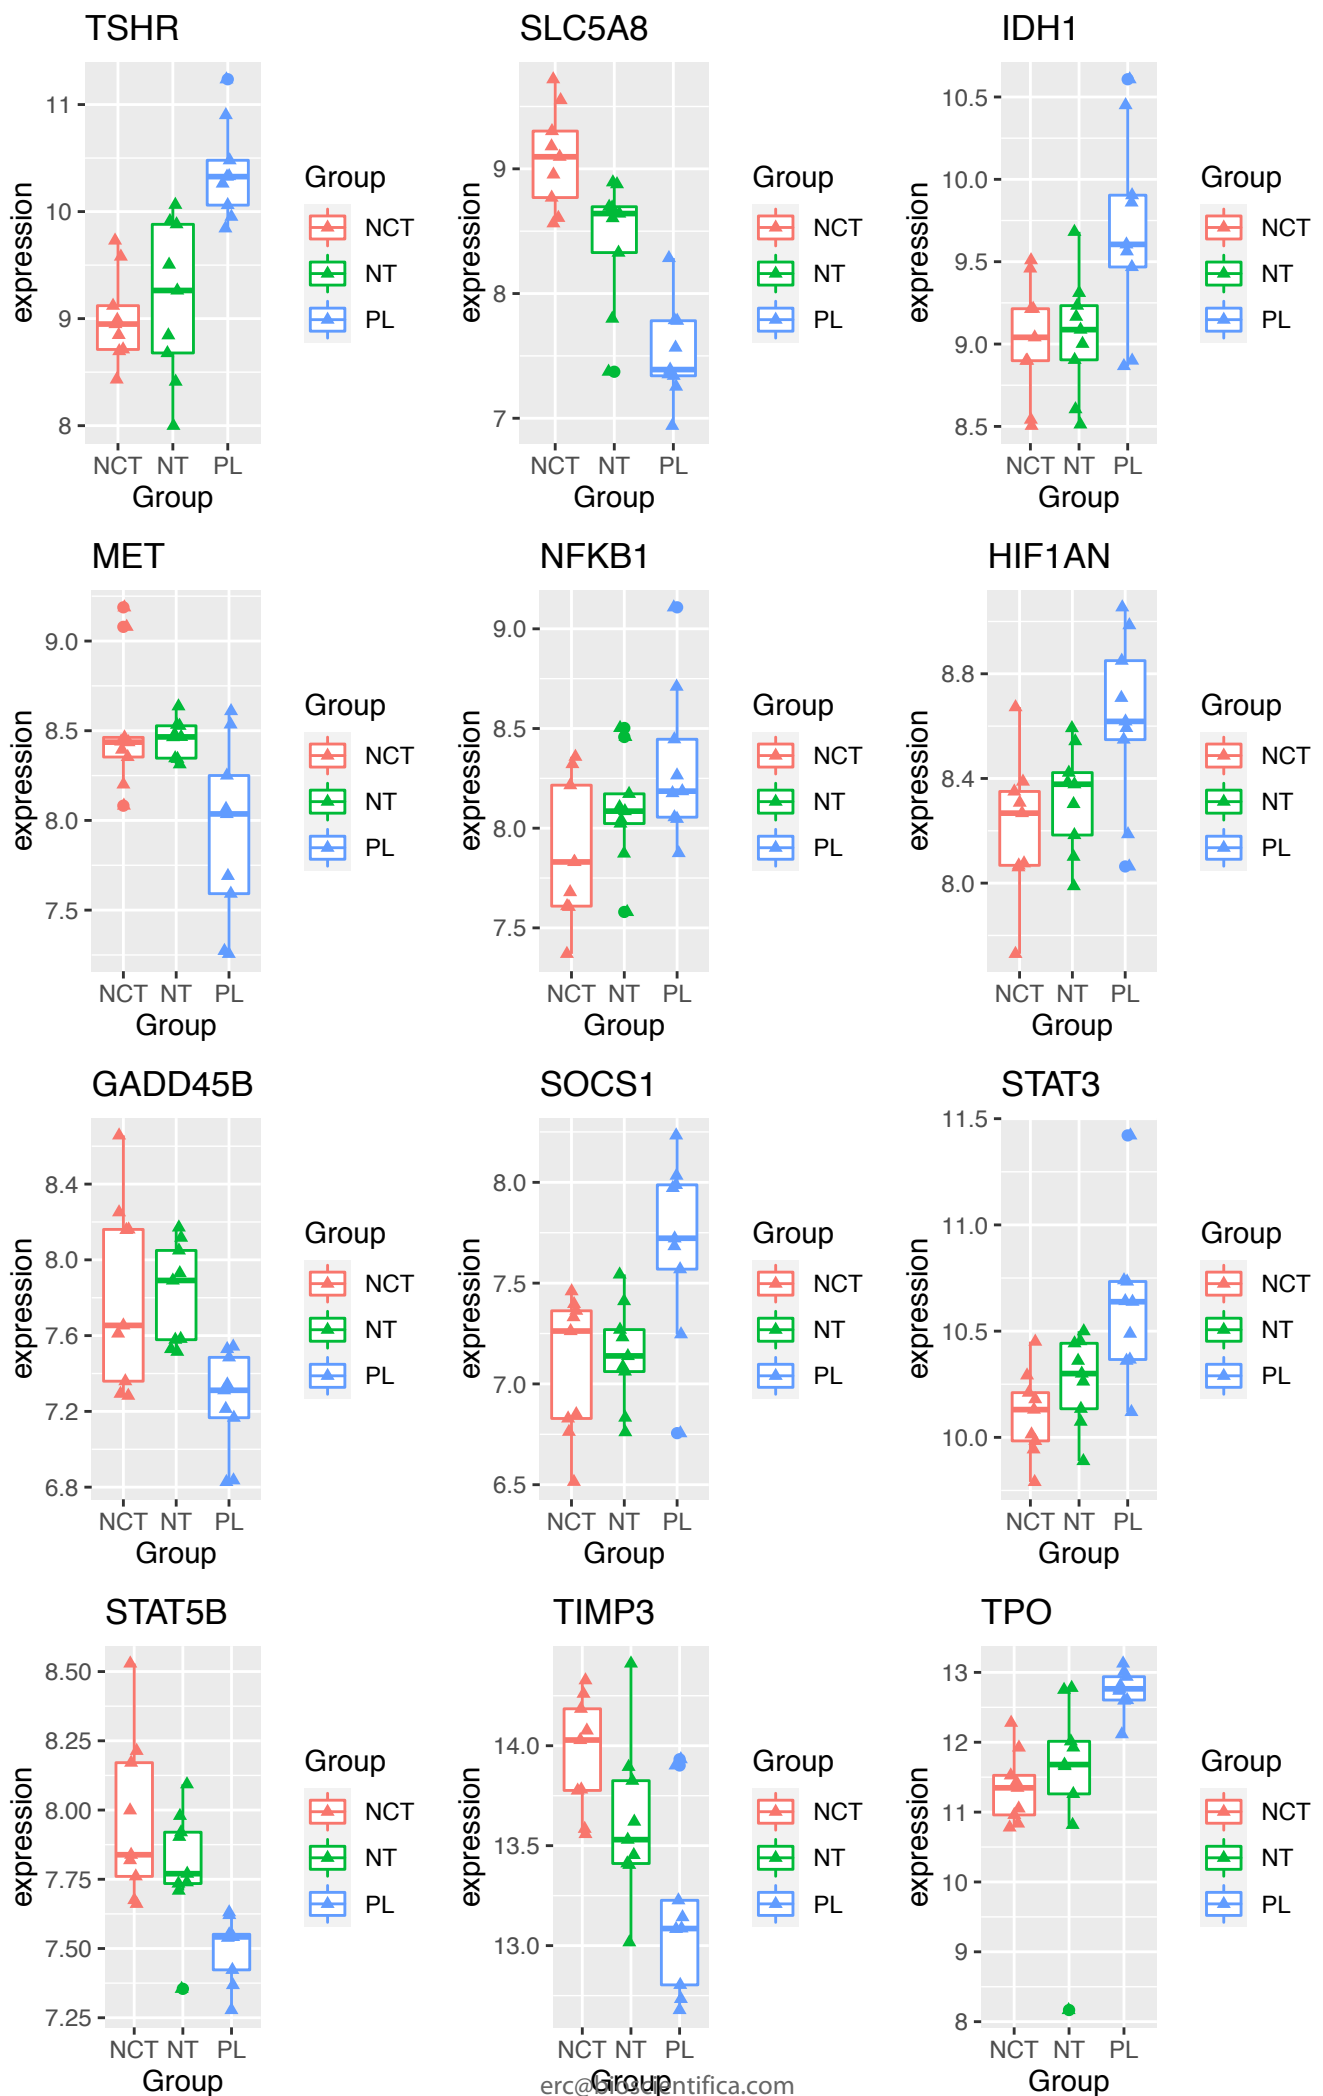 TSHR SLC5A8 IDH1
expression
11
10
9
8
NCT NT PL
Group
Group
NCT
NT
PL
expression
9
8
7
NCT NT PL
Group
Group
NCT
NT
PL
expression
10.5
10.0
9.5
9.0
8.5
NCT NT PL
Group
Group
NCT
NT
PL
MET NFKB1 HIF1AN
expression
9.0
8.5
8.0
7.5
NCT NT PL
Group
Group
NCT
NT
PL
expression
9.0
8.5
8.0
7.5
NCT NT PL
Group
Group
NCT
NT
PL
expression
8.8
8.4
8.0
NCT NT PL
Group
Group
NCT
NT
PL
GADD45B SOCS1 STAT3
expression
8.4
8.0
7.6
7.2
6.8
NCT NT PL
Group
Group
NCT
NT
PL
expression
8.0
7.5
7.0
6.5
NCT NT PL
Group
Group
NCT
NT
PL
expression
11.5
11.0
10.5
10.0
NCT NT PL
Group
Group
NCT
NT
PL
STAT5B TIMP3 TPO
expression
8.50
8.25
8.00
7.75
7.50
7.25
NCT NT PL
Group
Group
NCT
NT
PL
expression
14.0
13.5
13.0
NCT NT PL
Group
Group
NCT
NT
PL
expression
13
12
11
10
9
8
NCT NT PL
Group
Group
NCT
NT
PL
erc@bioscientifica.com